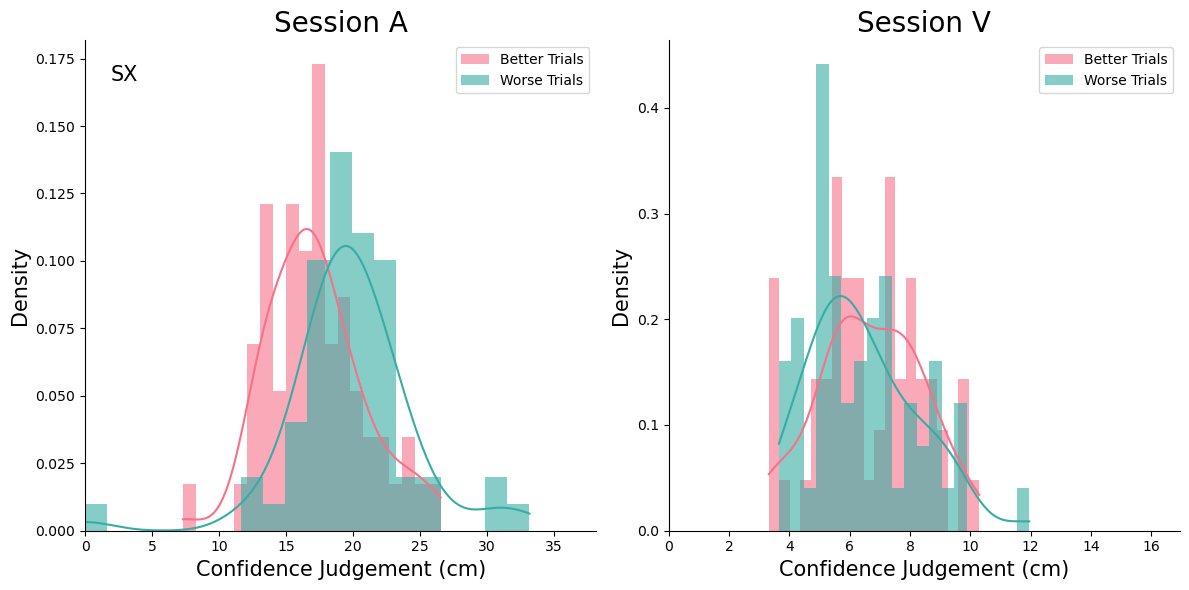 Session A
SX
Better Trials
Worse Trials
0.175
0.150
0.125
0.100
0.075
0.050
0.025
0.000
Density
0 5 10 15 20 25 30 35
Confidence Judgement (cm)
Session V
Better Trials
Worse Trials
0.4
0.3
0.2
0.1
0.0
Density
0 2 4 6 8 10 12 14 16
Confidence Judgement (cm)